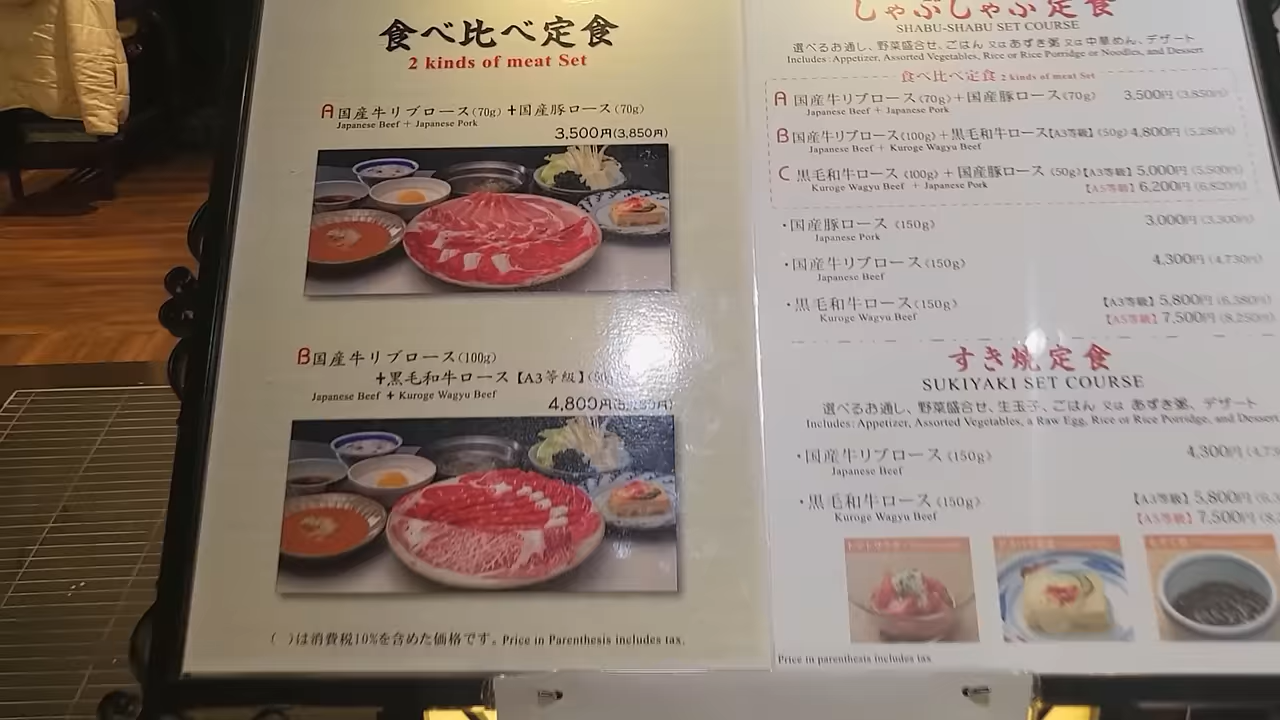 食べ比べ定食
2 kinds of meat Set
A国産牛リブロース(70g)+国産豚ロース(70g)
Japanese Beef + Japanese Pork
3,500円(3,850円)
B国産牛リブロース(100g)
+黒毛和牛ロース【A3等級】
Japanese Beef + Kuroge Wagyu Beef
4,800円(5,280円)
( )は消費税10%を含めた価格です。Price in Parenthesis includes tax.
しゃぶしゃぶ定食
SHABU-SHABU SET COURSE
選べるお通し、野菜盛合せ、ごはん 又は あずき粥 又は 中華めん、デザート
Includes: Appetizer, Assorted Vegetables, Rice or Rice Porridge or Noodles, and Dessert
食べ比べ定食 2 kinds of meat Set
A 国産牛リブロース(70g)+国産豚ロース(70g) 3,500円(3,850円)
Japanese Beef + Japanese Pork
B 国産牛リブロース(100g)+黒毛和牛ロース【A3等級】(50g) 4,800円(5,280円)
Japanese Beef + Kuroge Wagyu Beef
C 黒毛和牛ロース (100g) + 国産豚ロース (50g)【A3等級】5,000円(5,500円)
Kuroge Wagyu Beef + Japanese Pork 【A5等級】6,200円(6,820円)
・国産豚ロース (150g) 3,000円(3,300円)
Japanese Pork
・国産牛リブロース(150g) 4,300円(4,730円)
Japanese Beef
・黒毛和牛ロース(150g) 【A3等級】5,800円(6,380円)
Kuroge Wagyu Beef 【A5等級】7,500円(8,250円)
すき焼定食
SUKIYAKI SET COURSE
選べるお通し、野菜盛合せ、生玉子、ごはん 又は あずき粥、デザート
Includes: Appetizer, Assorted Vegetables, a Raw Egg, Rice or Rice Porridge, and Dessert
・国産牛リブロース(150g) 4,300円(4,73
Japanese Beef
・黒毛和牛ロース(150g) 【A3等級】5,800円
Kuroge Wagyu Beef 【A5等級】7,500円
Price in parenthesis includes tax